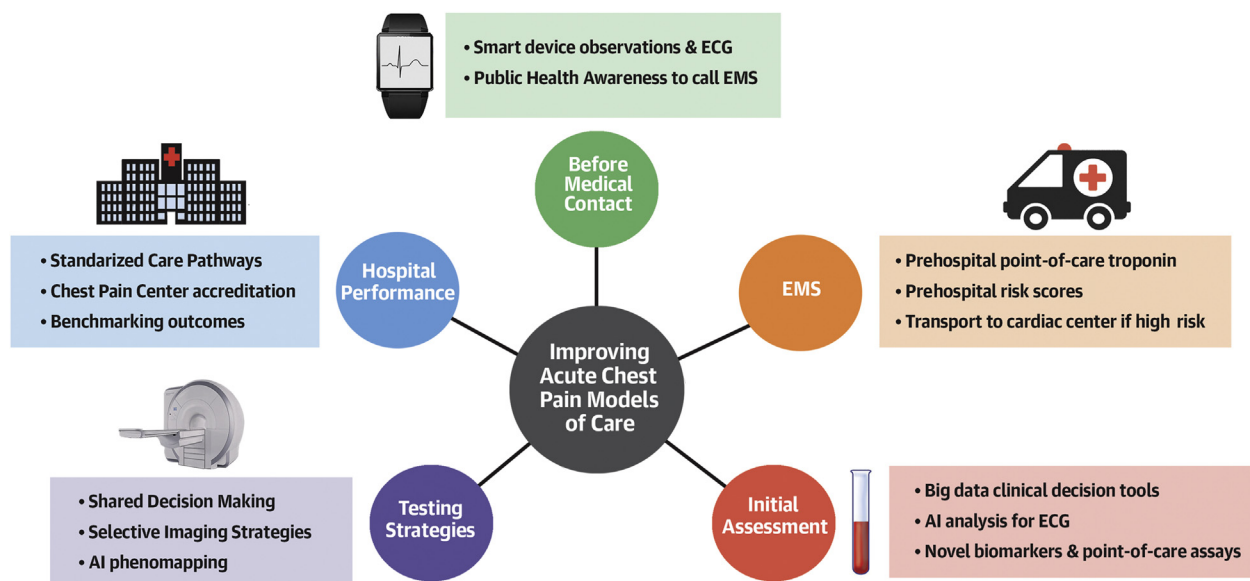 • Smart device observations & ECG
• Public Health Awareness to call EMS
Before
Medical
Contact
Hospital
Performance
• Standarized Care Pathways
• Chest Pain Center accreditation
• Benchmarking outcomes
EMS
• Prehospital point-of-care troponin
• Prehospital risk scores
• Transport to cardiac center if high risk
Improving
Acute Chest
Pain Models
of Care
Testing
Strategies
• Shared Decision Making
• Selective Imaging Strategies
• AI phenomapping
Initial
Assessment
• Big data clinical decision tools
• AI analysis for ECG
• Novel biomarkers & point-of-care assays